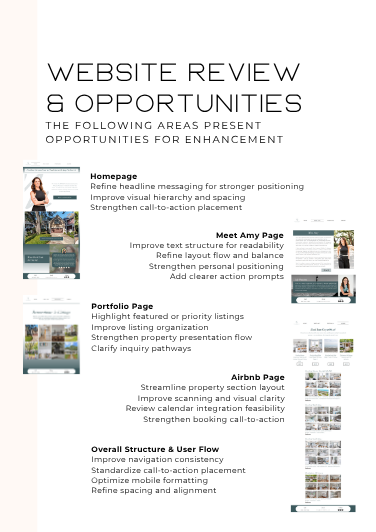 WEBSITE REVIEW
& OPPORTUNITIES
THE FOLLOWING AREAS PRESENT
OPPORTUNITIES FOR ENHANCEMENT
Homepage
Refine headline messaging for stronger positioning
Improve visual hierarchy and spacing
Strengthen call-to-action placement
Meet Amy Page
Improve text structure for readability
Refine layout flow and balance
Strengthen personal positioning
Add clearer action prompts
Portfolio Page
Highlight featured or priority listings
Improve listing organization
Strengthen property presentation flow
Clarify inquiry pathways
Airbnb Page
Streamline property section layout
Improve scanning and visual clarity
Review calendar integration feasibility
Strengthen booking call-to-action
Overall Structure & User Flow
Improve navigation consistency
Standardize call-to-action placement
Optimize mobile formatting
Refine spacing and alignment